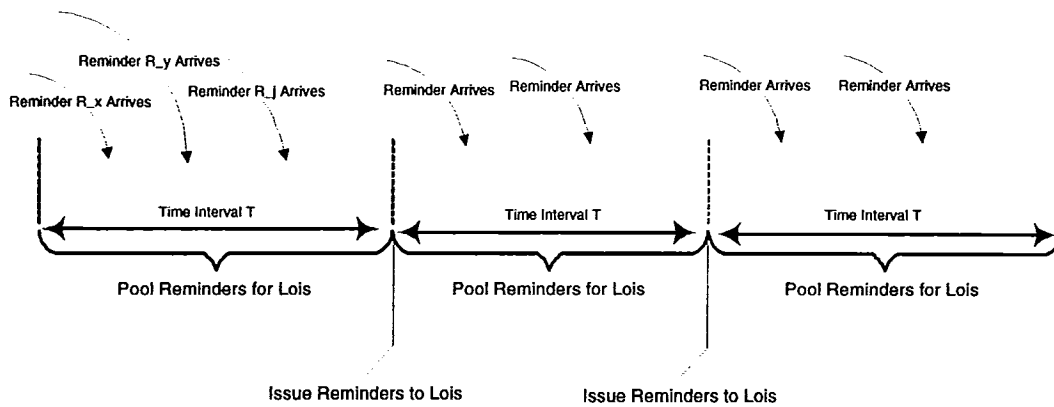 Reminder R_y Arrives
Reminder R_x Arrives
Reminder R_j Arrives
Reminder Arrives
Reminder Arrives
Reminder Arrives
Reminder Arrives
Time Interval T
Time Interval T
Time Interval T
Pool Reminders for Lois
Pool Reminders for Lois
Pool Reminders for Lois
Issue Reminders to Lois
Issue Reminders to Lois